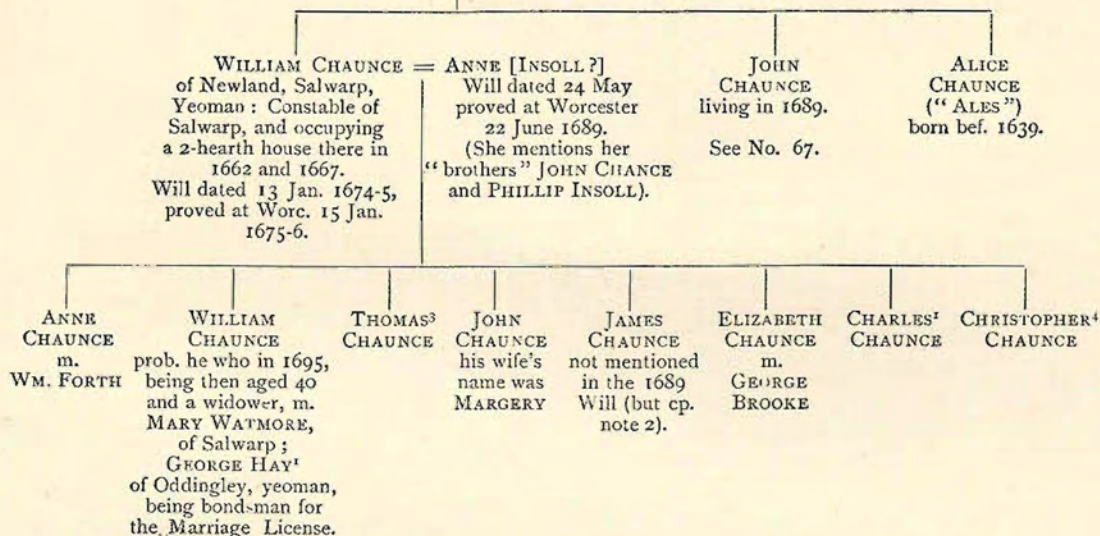 WILLIAM CHAUNCE = ANNE [INSOLL ?]
of Newland, Salwarp,
Yeoman : Constable of
Salwarp, and occupying
a 2-hearth house there in
1662 and 1667.
Will dated 13 Jan. 1674-5,
proved at Worc. 15 Jan.
1675-6.
Will dated 24 May
proved at Worcester
22 June 1689.
(She mentions her
“ brothers ” JOHN CHANCE
and PHILLIP INSOLL).
JOHN
CHAUNCE
living in 1689.
See No. 67.
ALICE
CHAUNCE
(“ ALES ”)
born bef. 1639.
ANNE
CHAUNCE
m.
WM. FORTH
WILLIAM
CHAUNCE
prob. he who in 1695,
being then aged 40
and a widower, m.
MARY WATMORE,
of Salwarp ;
GEORGE HAY¹
of Oddingley, yeoman,
being bondsman for
the Marriage License.
THOMAS³
CHAUNCE
JOHN
CHAUNCE
his wife's
name was
MARGERY
JAMES
CHAUNCE
not mentioned
in the 1689
Will (but cp.
note 2).
ELIZABETH
CHAUNCE
m.
GEORGE
BROOKE
CHARLES¹
CHAUNCE
CHRISTOPHER⁴
CHAUNCE